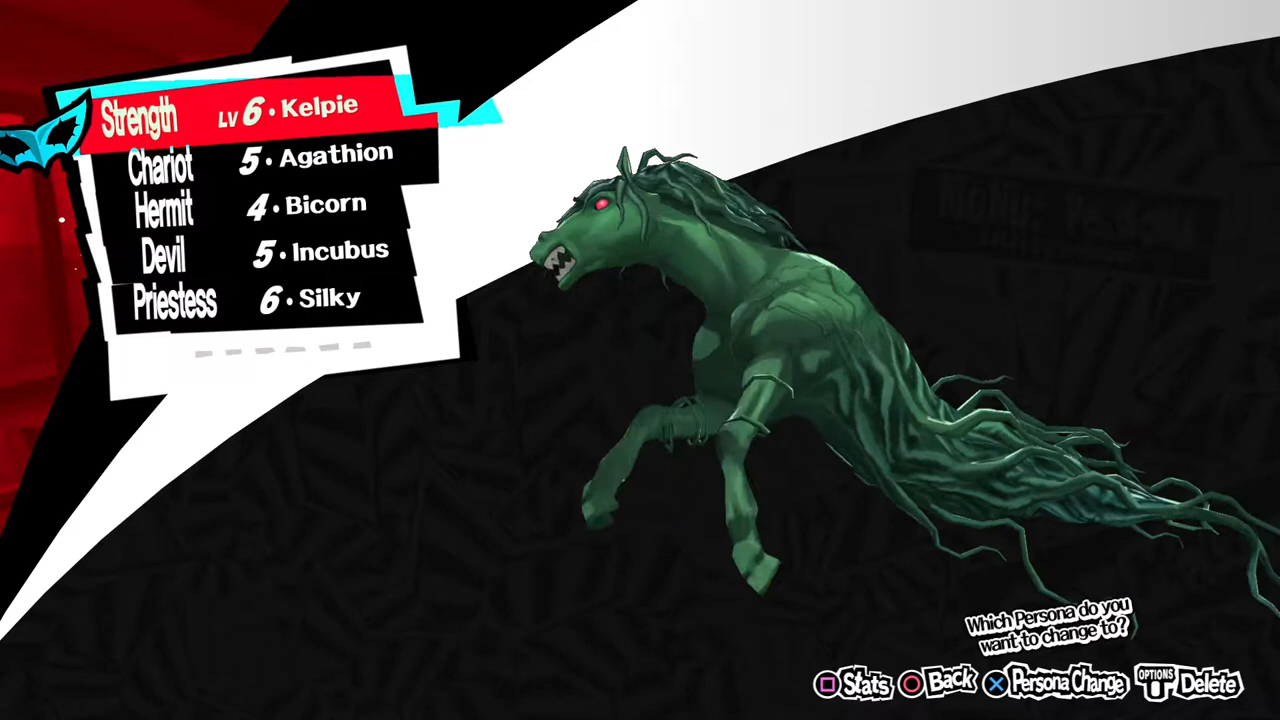 Strength LV 6 • Kelpie
Chariot 5 • Agathion
Hermit 4 • Bicorn
Devil 5 • Incubus
Priestess 6 • Silky
Which Persona do you
want to change to?
Stats Back Persona Change OPTIONS Delete